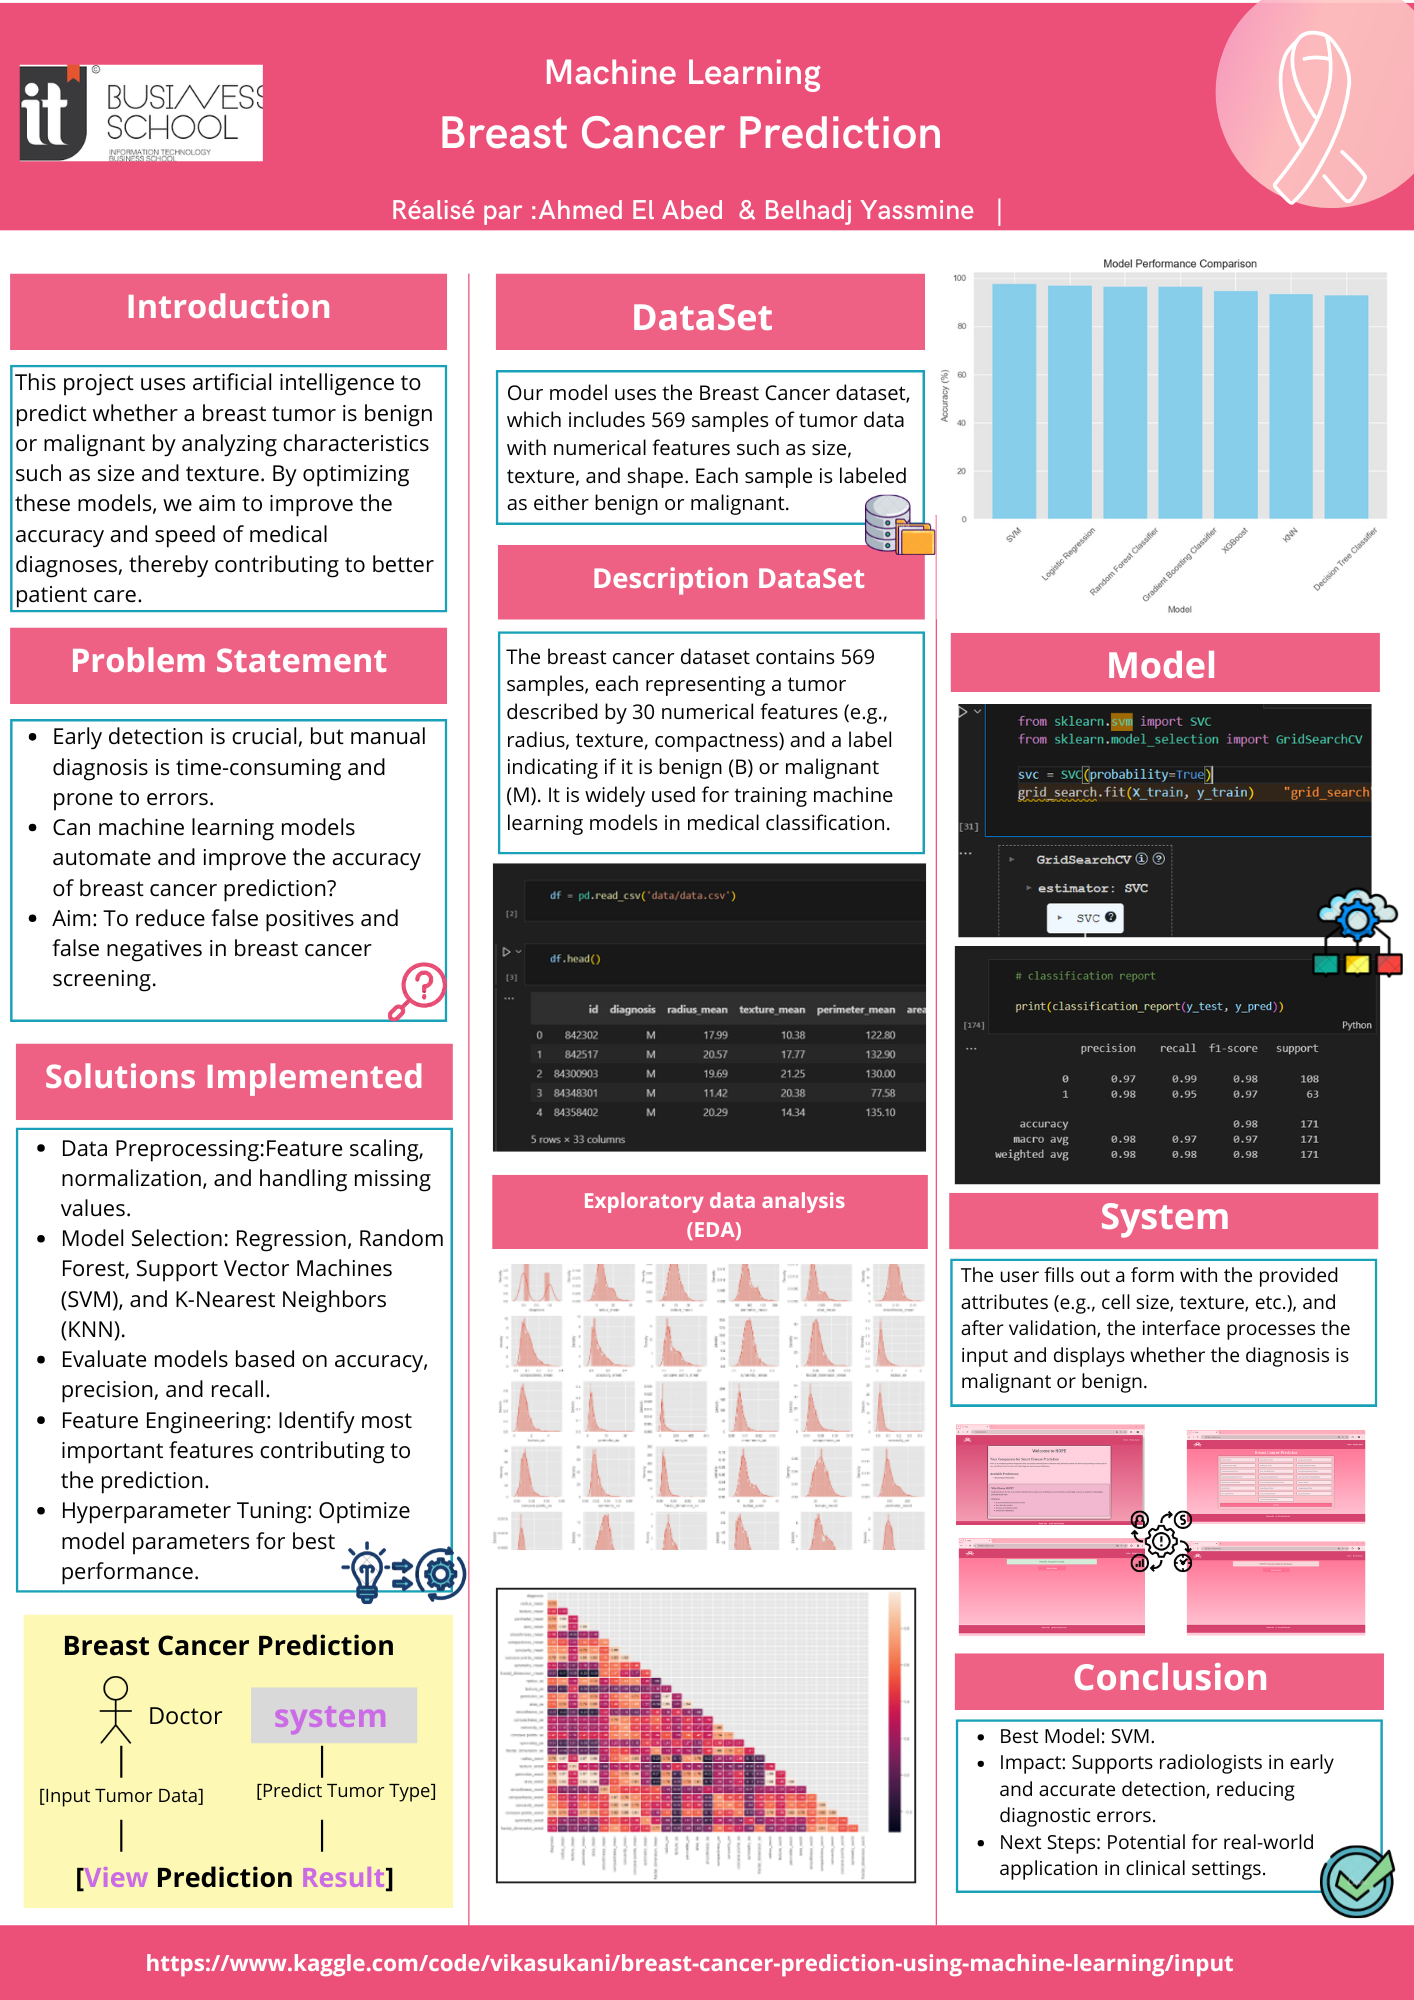 it
©
BUSINESS
SCHOOL
INFORMATION TECHNOLOGY
BUSINESS SCHOOL
Machine Learning
Breast Cancer Prediction
Réalisé par :Ahmed El Abed & Belhadj Yassmine |
Introduction
This project uses artificial intelligence to
predict whether a breast tumor is benign
or malignant by analyzing characteristics
such as size and texture. By optimizing
these models, we aim to improve the
accuracy and speed of medical
diagnoses, thereby contributing to better
patient care.
Problem Statement
• Early detection is crucial, but manual
diagnosis is time-consuming and
prone to errors.
• Can machine learning models
automate and improve the accuracy
of breast cancer prediction?
• Aim: To reduce false positives and
false negatives in breast cancer
screening.
Solutions Implemented
• Data Preprocessing:Feature scaling,
normalization, and handling missing
values.
• Model Selection: Regression, Random
Forest, Support Vector Machines
(SVM), and K-Nearest Neighbors
(KNN).
• Evaluate models based on accuracy,
precision, and recall.
• Feature Engineering: Identify most
important features contributing to
the prediction.
• Hyperparameter Tuning: Optimize
model parameters for best
performance.
Breast Cancer Prediction
Doctor
system
[Input Tumor Data]
[Predict Tumor Type]
[View Prediction Result]
DataSet
Our model uses the Breast Cancer dataset,
which includes 569 samples of tumor data
with numerical features such as size,
texture, and shape. Each sample is labeled
as either benign or malignant.
Description DataSet
The breast cancer dataset contains 569
samples, each representing a tumor
described by 30 numerical features (e.g.,
radius, texture, compactness) and a label
indicating if it is benign (B) or malignant
(M). It is widely used for training machine
learning models in medical classification.
df = pd.read_csv('data/data.csv')
[2]
df.head()
[3]
...
id diagnosis radius_mean texture_mean perimeter_mean area
0 842302 M 17.99 10.38 122.80
1 842517 M 20.57 17.77 132.90
2 84300903 M 19.69 21.25 130.00
3 84348301 M 11.42 20.38 77.58
4 84358402 M 20.29 14.34 135.10
5 rows × 33 columns
Exploratory data analysis
(EDA)
Model Performance Comparison
Accuracy (%)
100
80
60
40
20
0
SVM
Logistic Regression
Random Forest Classifier
Gradient Boosting Classifier
XGBoost
KNN
Decision Tree Classifier
Model
Model
from sklearn.svm import SVC
from sklearn.model_selection import GridSearchCV
svc = SVC(probability=True)
grid_search.fit(X_train, y_train) "grid_search"
[31]
...
GridSearchCV
estimator: SVC
SVC
# classification report
print(classification_report(y_test, y_pred))
[174]
Python
...
precision recall f1-score support
0 0.97 0.99 0.98 108
1 0.98 0.95 0.97 63
accuracy 0.98 171
macro avg 0.98 0.97 0.97 171
weighted avg 0.98 0.98 0.98 171
System
The user fills out a form with the provided
attributes (e.g., cell size, texture, etc.), and
after validation, the interface processes the
input and displays whether the diagnosis is
malignant or benign.
Welcome to HOPE
Breast Cancer Prediction
Conclusion
• Best Model: SVM.
• Impact: Supports radiologists in early
and accurate detection, reducing
diagnostic errors.
• Next Steps: Potential for real-world
application in clinical settings.
https://www.kaggle.com/code/vikasukani/breast-cancer-prediction-using-machine-learning/input